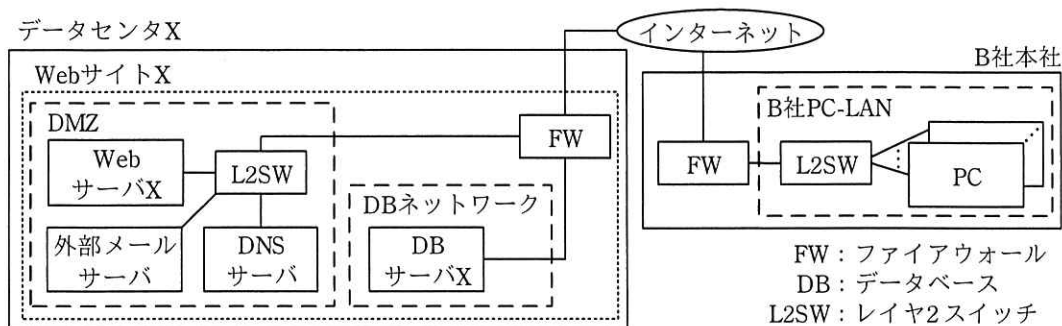 データセンタX
インターネット
B社本社
WebサイトX
B社PC-LAN
DMZ
FW
Web
サーバX
L2SW
FW
L2SW
PC
DBネットワーク
外部メール
サーバ
DNS
サーバ
DB
サーバX
FW：ファイアウォール
DB：データベース
L2SW：レイヤ2スイッチ